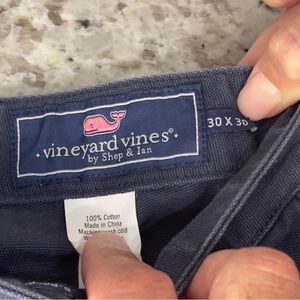 vineyard vines®
by Shep & Ian
30 X 30
100% Cotton
Made in China
Machine wash cold